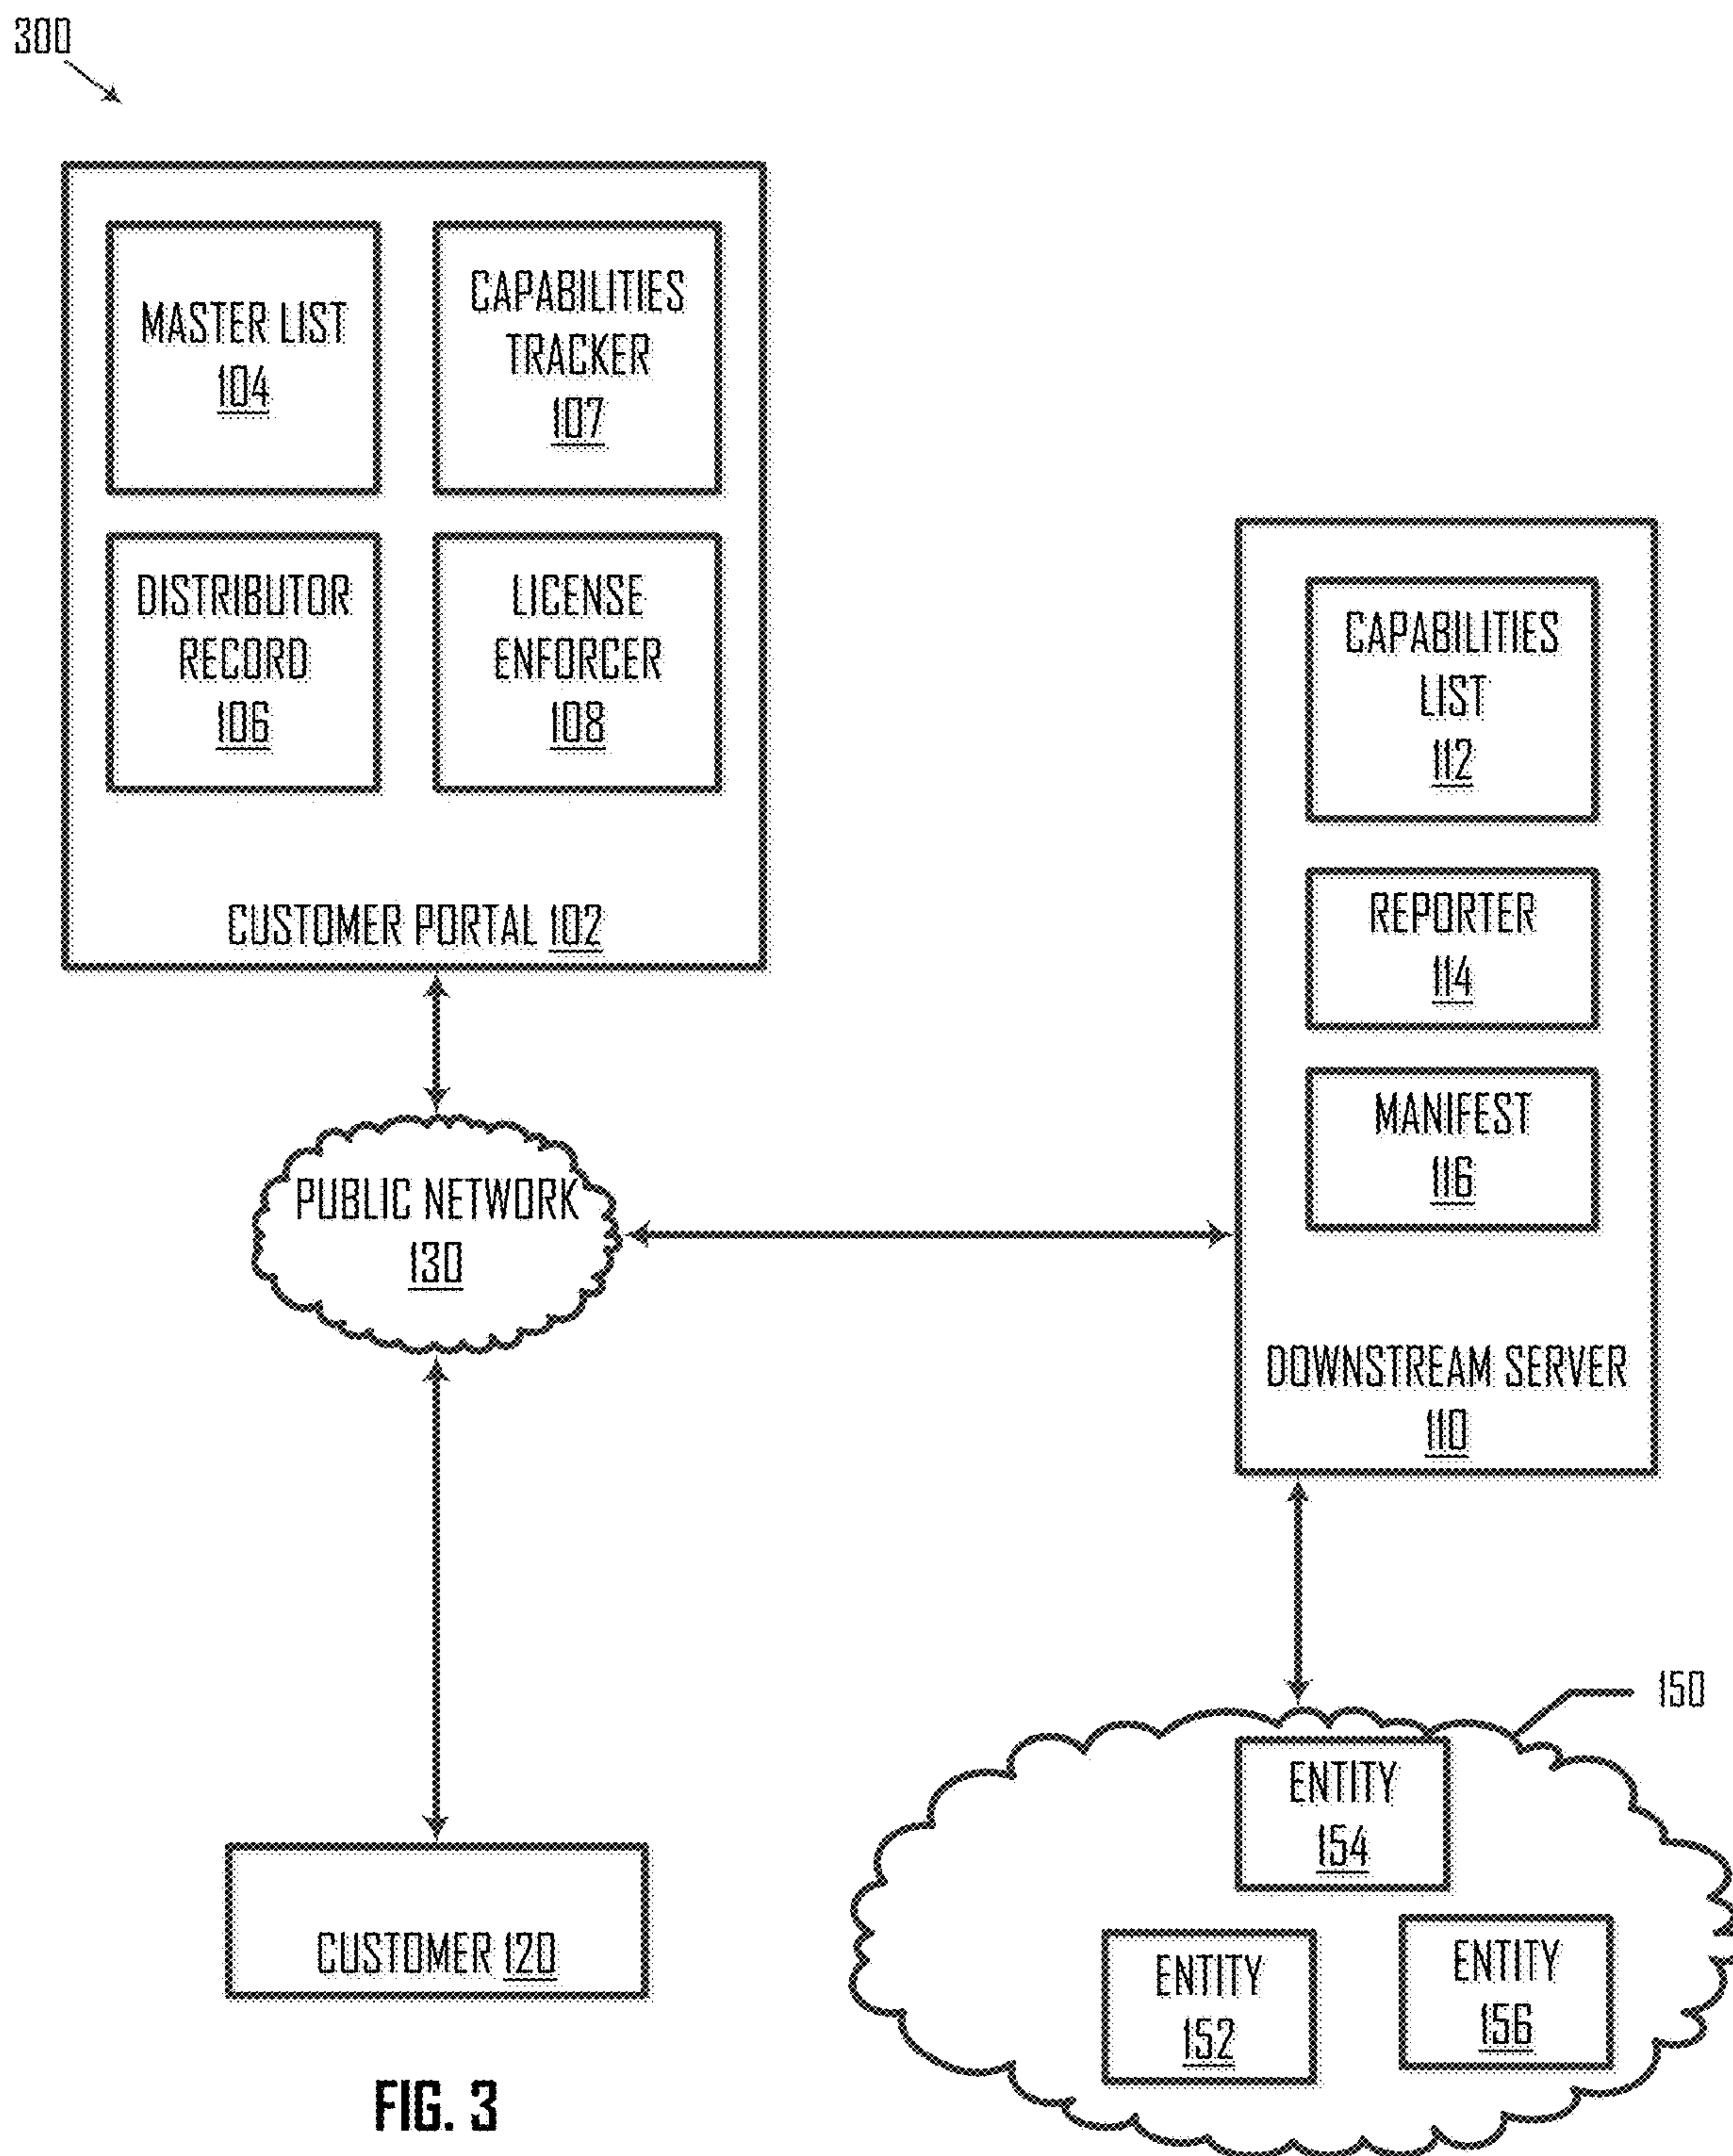 300
MASTER LIST
104
CAPABILITIES
TRACKER
107
DISTRIBUTOR
RECORD
106
LICENSE
ENFORCER
108
CUSTOMER PORTAL 102
CAPABILITIES
LIST
112
REPORTER
114
MANIFEST
116
DOWNSTREAM SERVER
110
PUBLIC NETWORK
130
CUSTOMER 120
150
ENTITY
154
ENTITY
152
ENTITY
156
FIG. 3